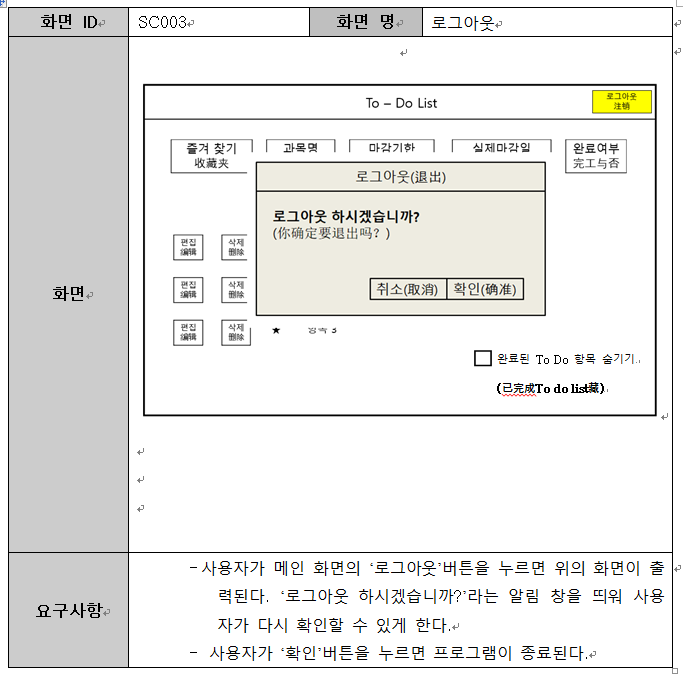 화면 ID SC003 화면 명 로그아웃
To – Do List
로그아웃
注销
즐겨 찾기 과목명 마감기한 실제마감일 완료여부
收藏夹 完工与否
로그아웃(退出)
로그아웃 하시겠습니까?
(你确定要退出吗? )
편집 삭제
编辑 删除
취소(取消) 확인(确准)
편집 삭제
编辑 删除
편집 삭제 ★ 항목 3
编辑 删除
완료된 To Do 항목 숨기기.
(已完成To do list藏)
화면
요구사항
- 사용자가 메인 화면의 ‘로그아웃’버튼을 누르면 위의 화면이 출
력된다. ‘로그아웃 하시겠습니까?’라는 알림 창을 띄워 사용
자가 다시 확인할 수 있게 한다.
- 사용자가 ‘확인’버튼을 누르면 프로그램이 종료된다.